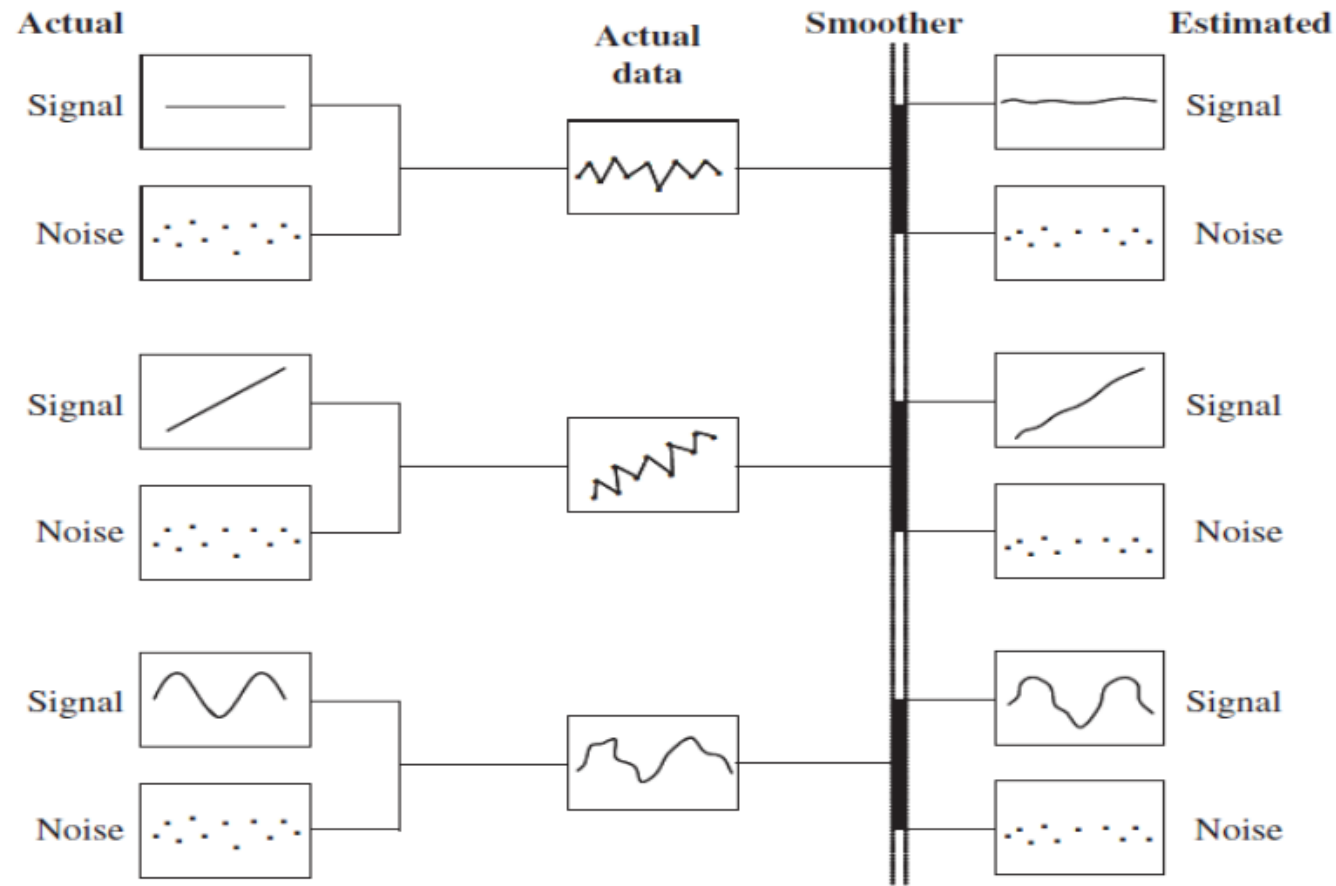 Actual
Actual
data
Smoother
Estimated
Signal
Signal
Noise
Noise
Signal
Signal
Noise
Noise
Signal
Signal
Noise
Noise